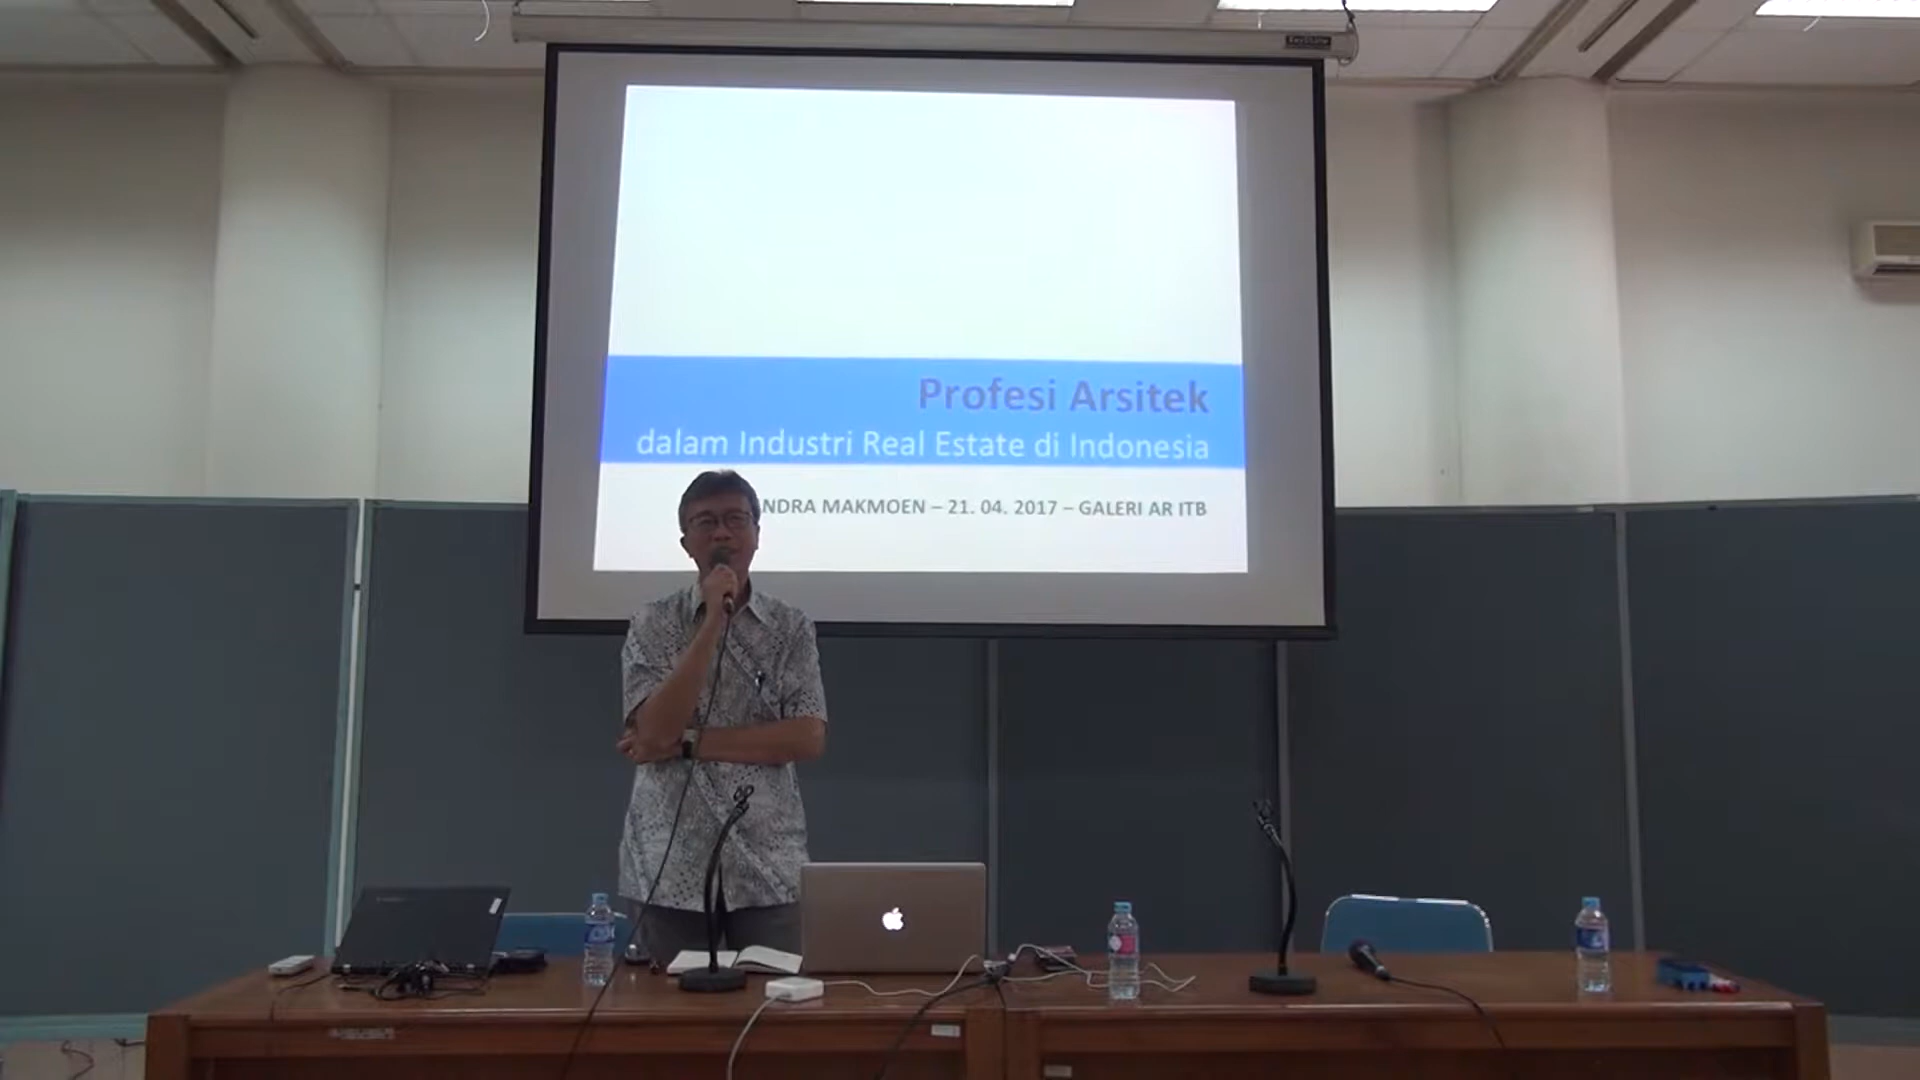 Profesi Arsitek
dalam Industri Real Estate di Indonesia
NDRA MAKMOEN – 21. 04. 2017 – GALERI AR ITB